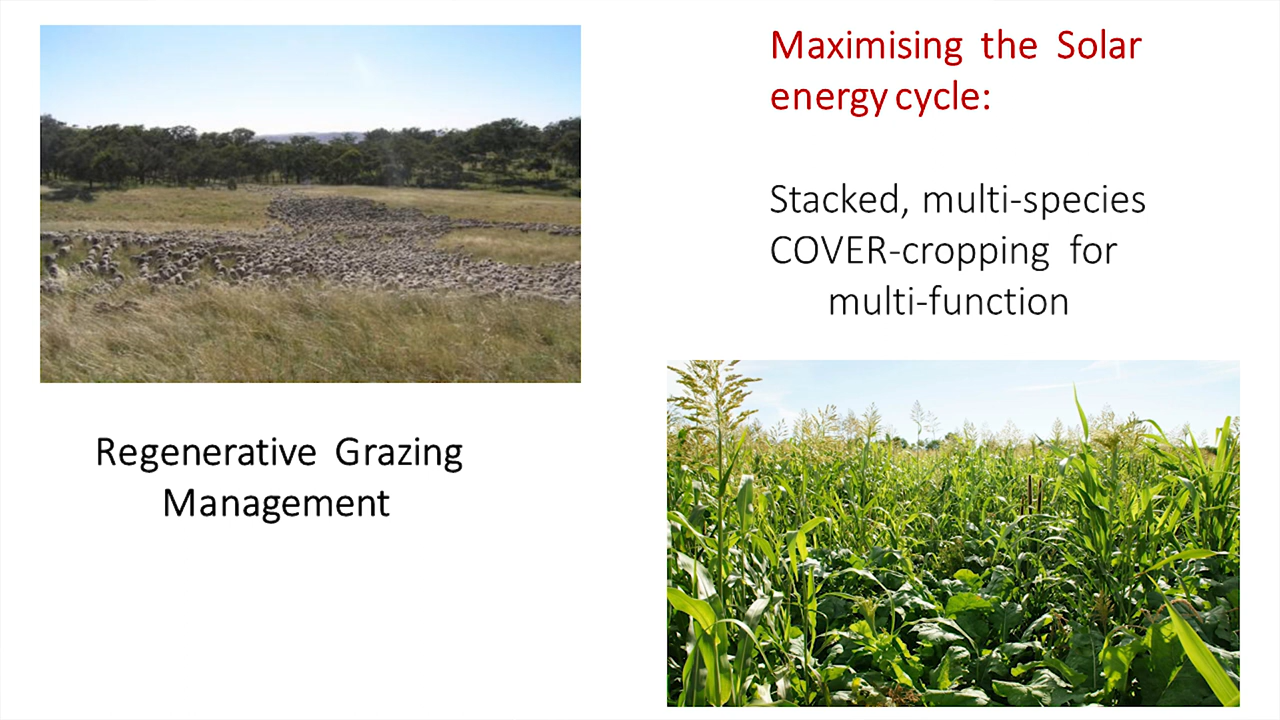 Maximising the Solar
energy cycle:
Stacked, multi-species
COVER-cropping for
multi-function
Regenerative Grazing
Management